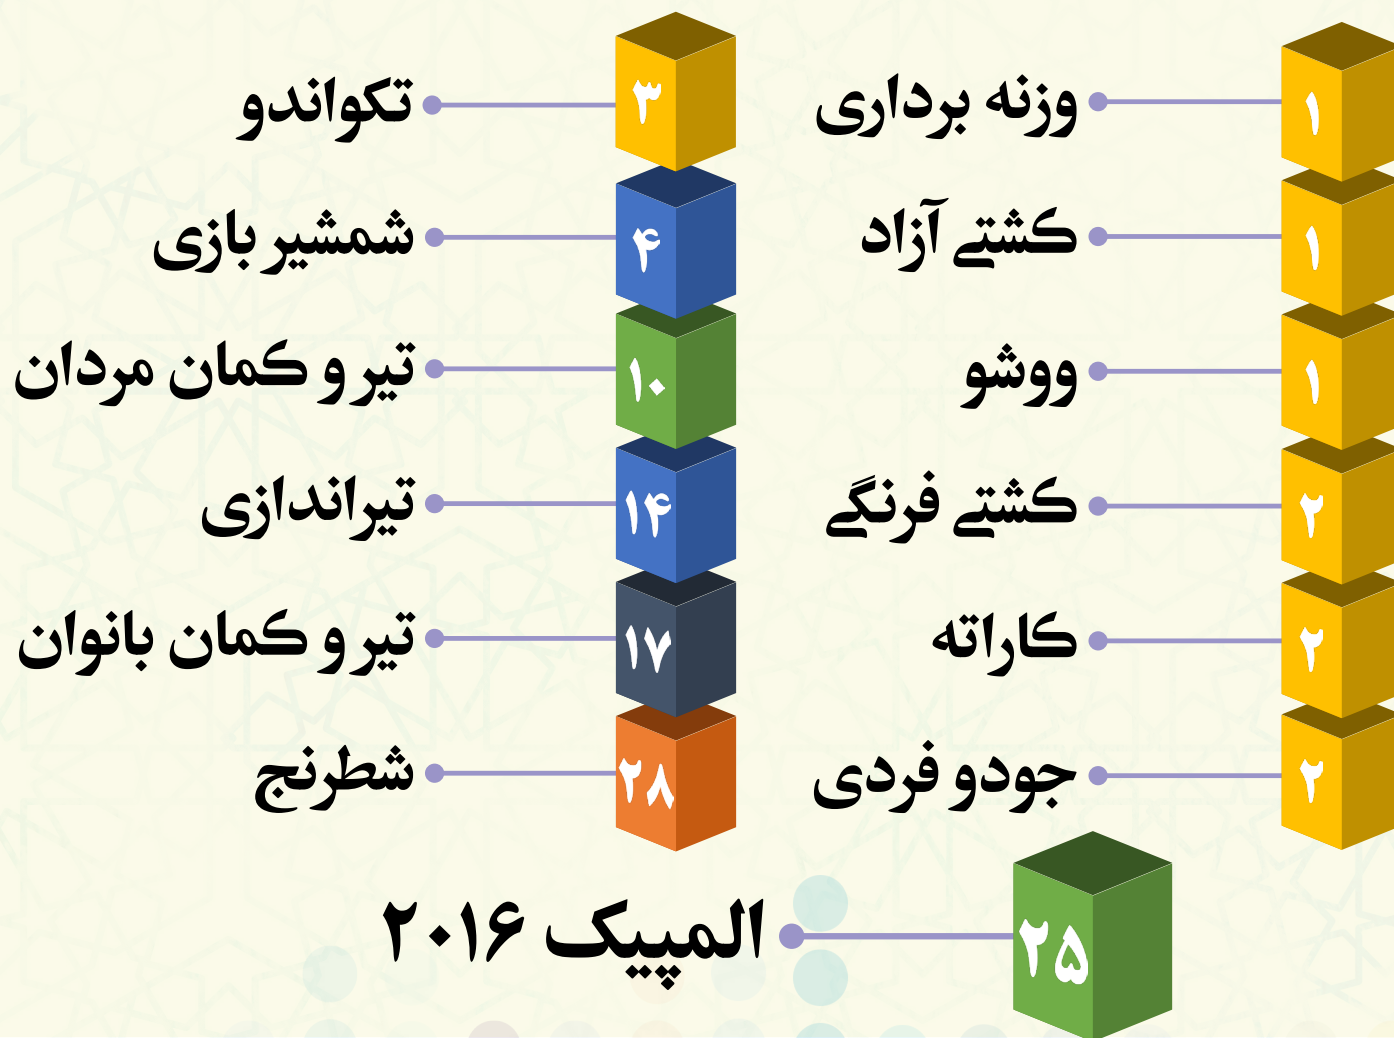 ۱ وزنه برداری
۱ کشتی آزاد
۱ ووشو
۲ کشتی فرنگی
۲ کاراته
۲ جودو فردی
۳ تکواندو
۴ شمشیر بازی
۱۰ تیر و کمان مردان
۱۴ تیراندازی
۱۷ تیر و کمان بانوان
۲۸ شطرنج
۲۵ المپیک ۲۰۱۶